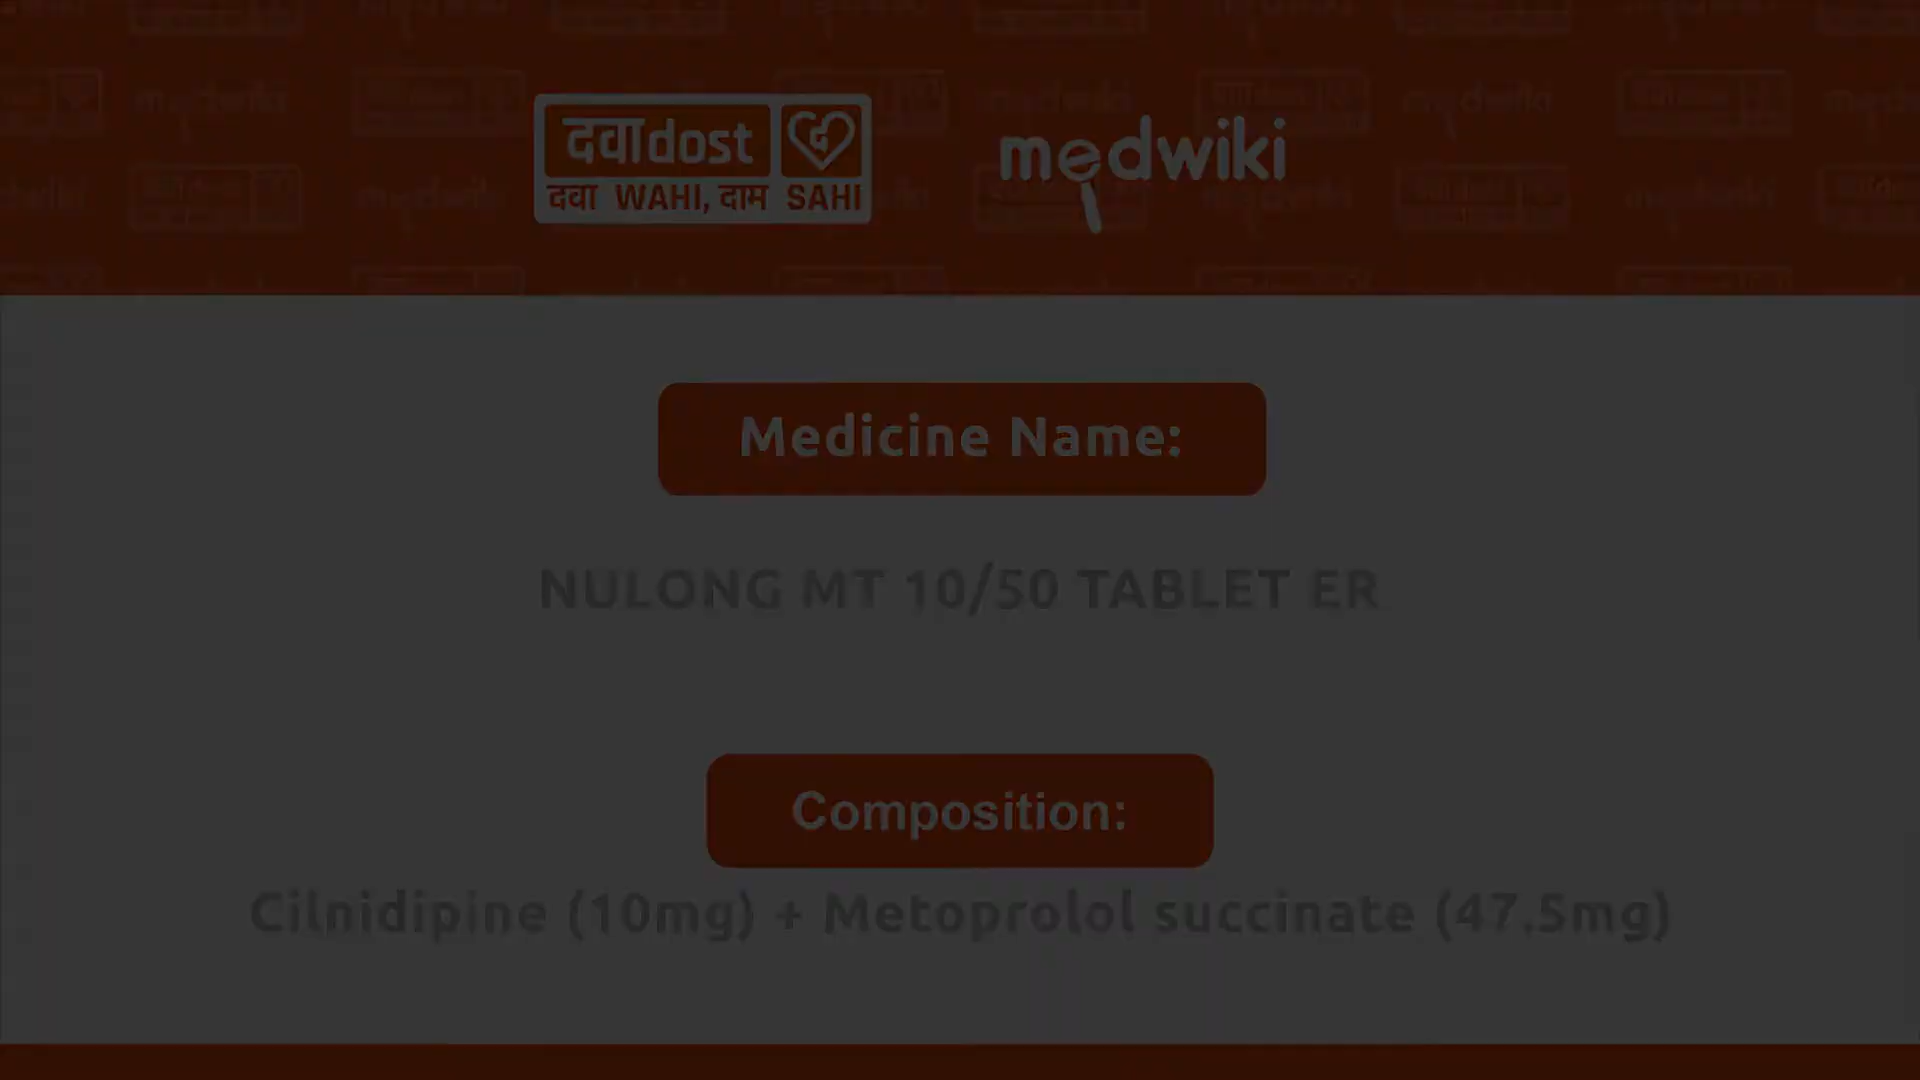 दवाdost
दवा WAHI, दाम SAHI
medwiki
Medicine Name:
NULONG MT 10/50 TABLET ER
Composition:
Cilnidipine (10mg) + Metoprolol succinate (47.5mg)